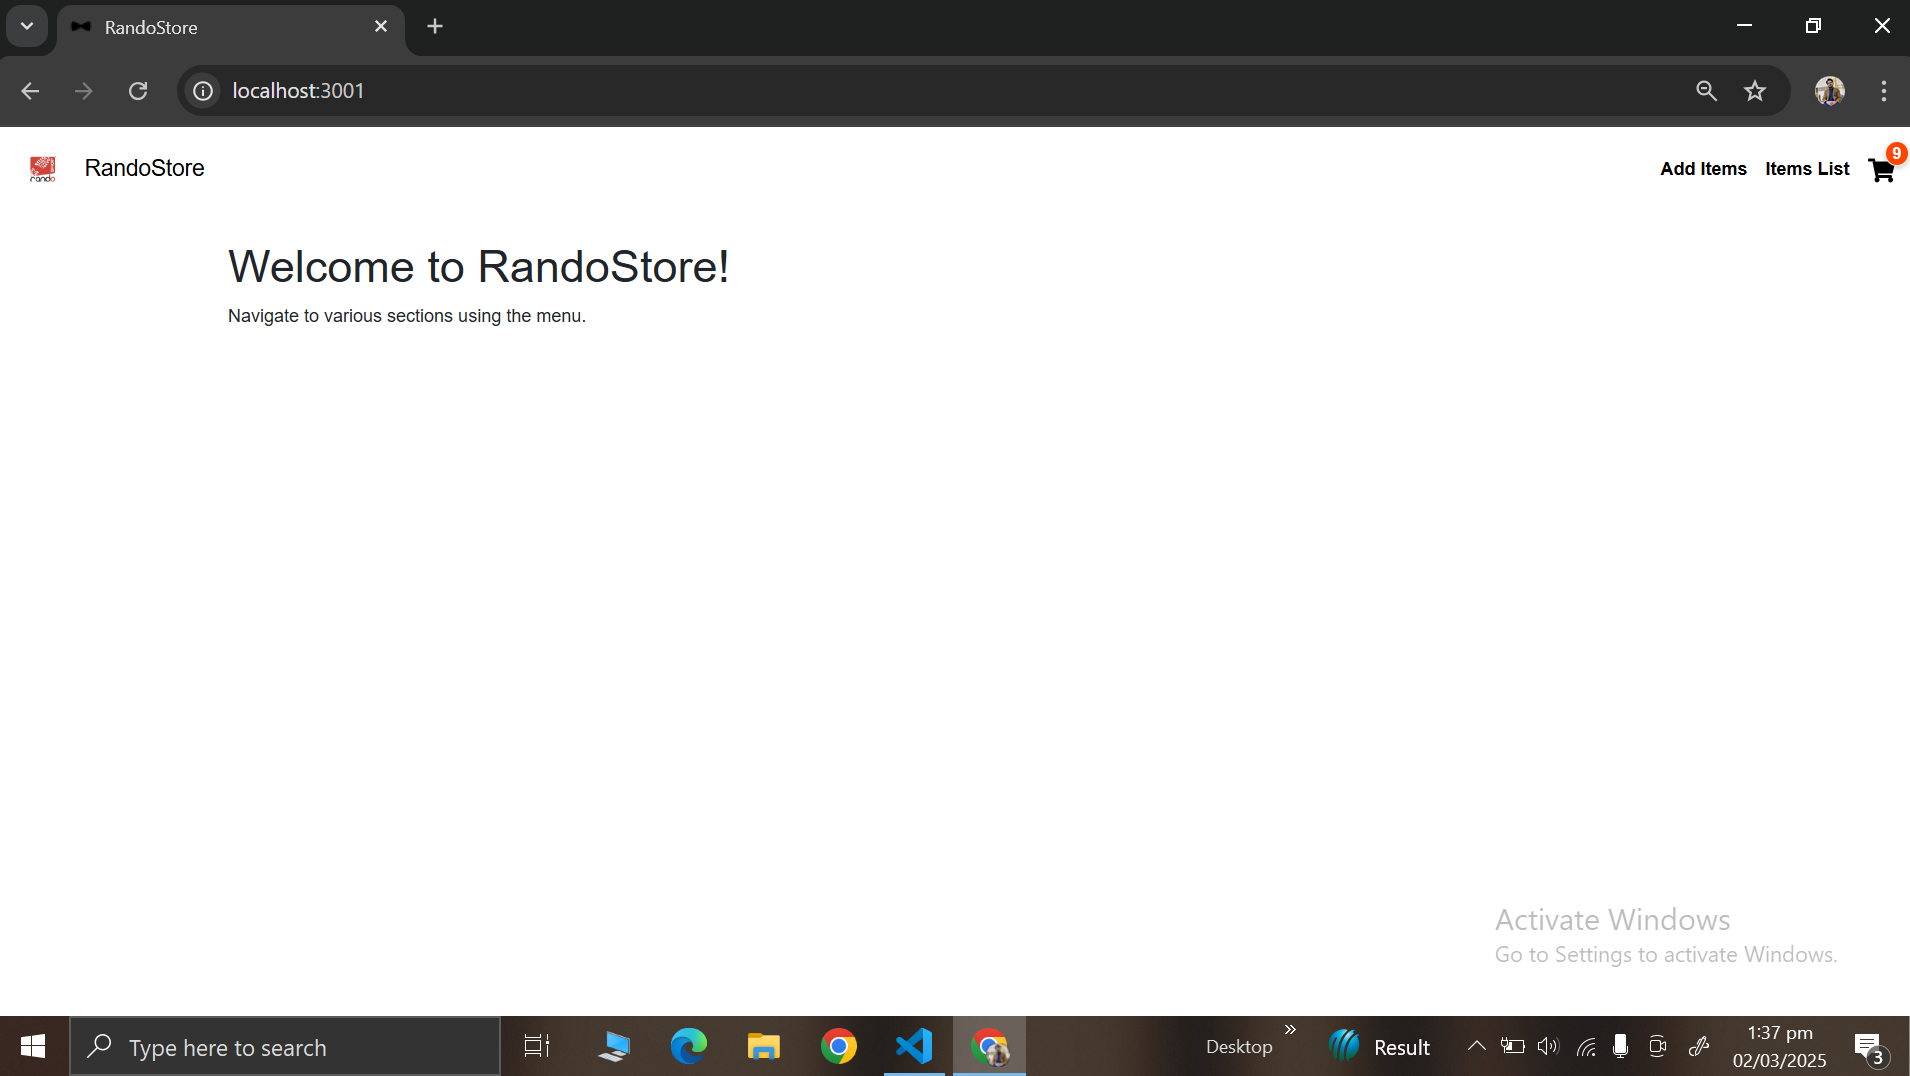 RandoStore
localhost:3001
rando
RandoStore
Add Items
Items List
9
Welcome to RandoStore!
Navigate to various sections using the menu.
Activate Windows
Go to Settings to activate Windows.
Type here to search
Desktop
Result
1:37 pm
02/03/2025
3